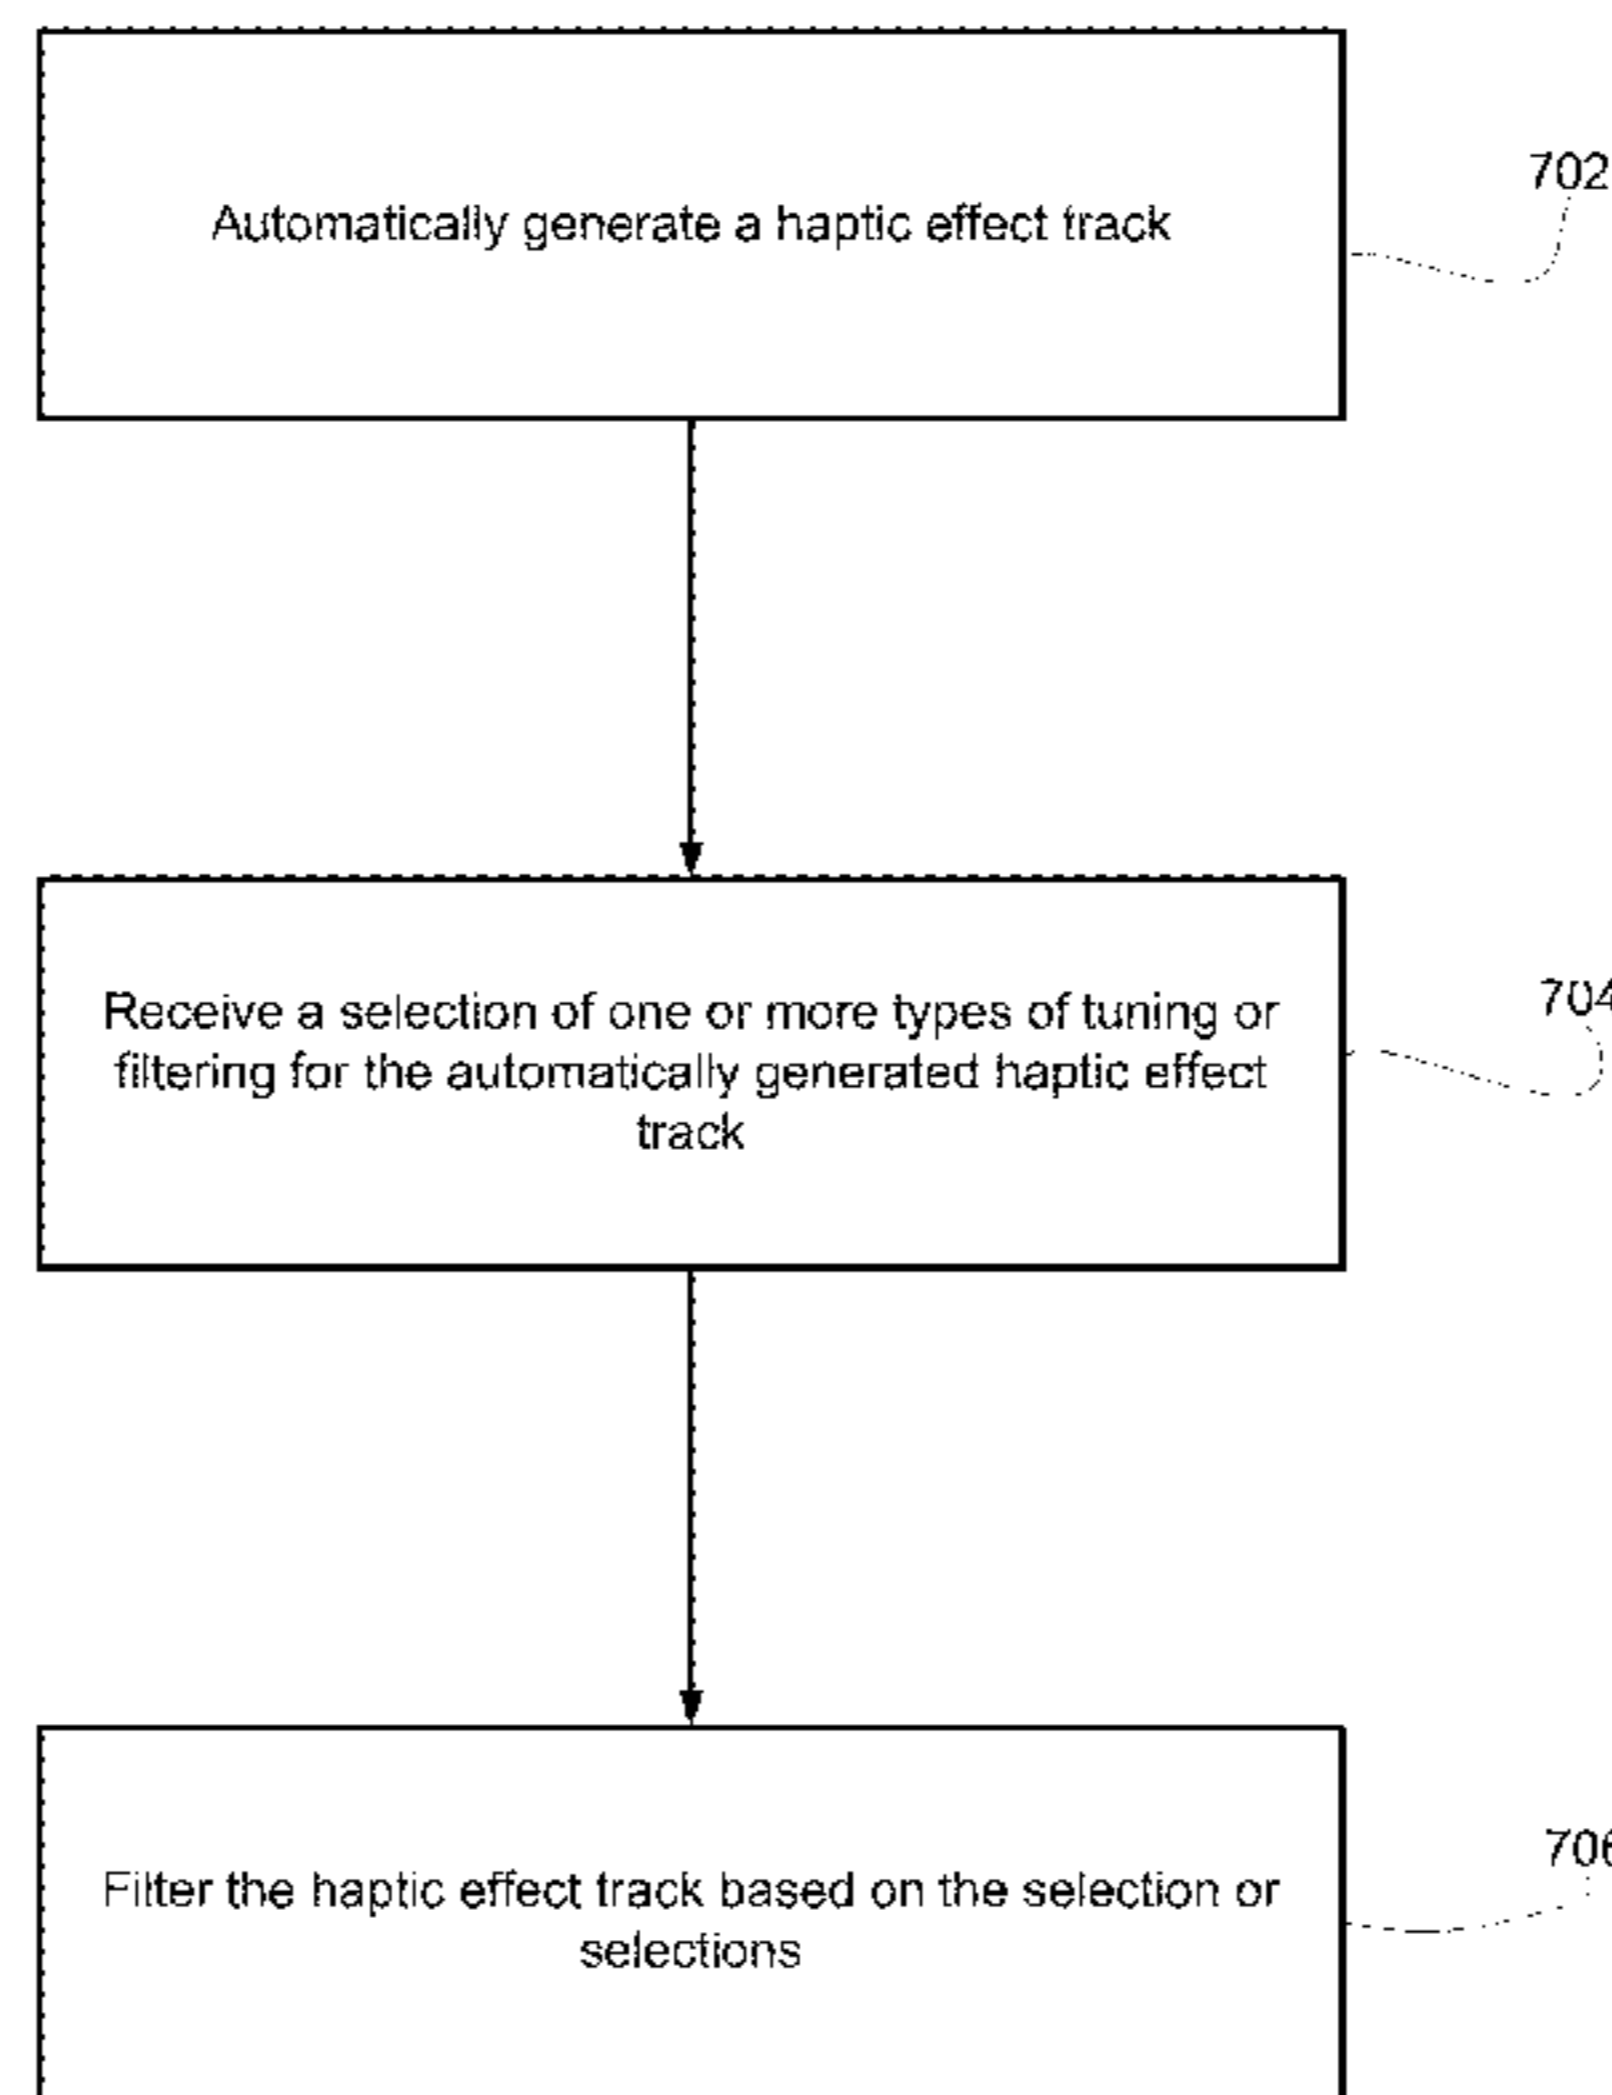 Automatically generate a haptic effect track
702
Receive a selection of one or more types of tuning or
filtering for the automatically generated haptic effect
track
704
Filter the haptic effect track based on the selection or
selections
706